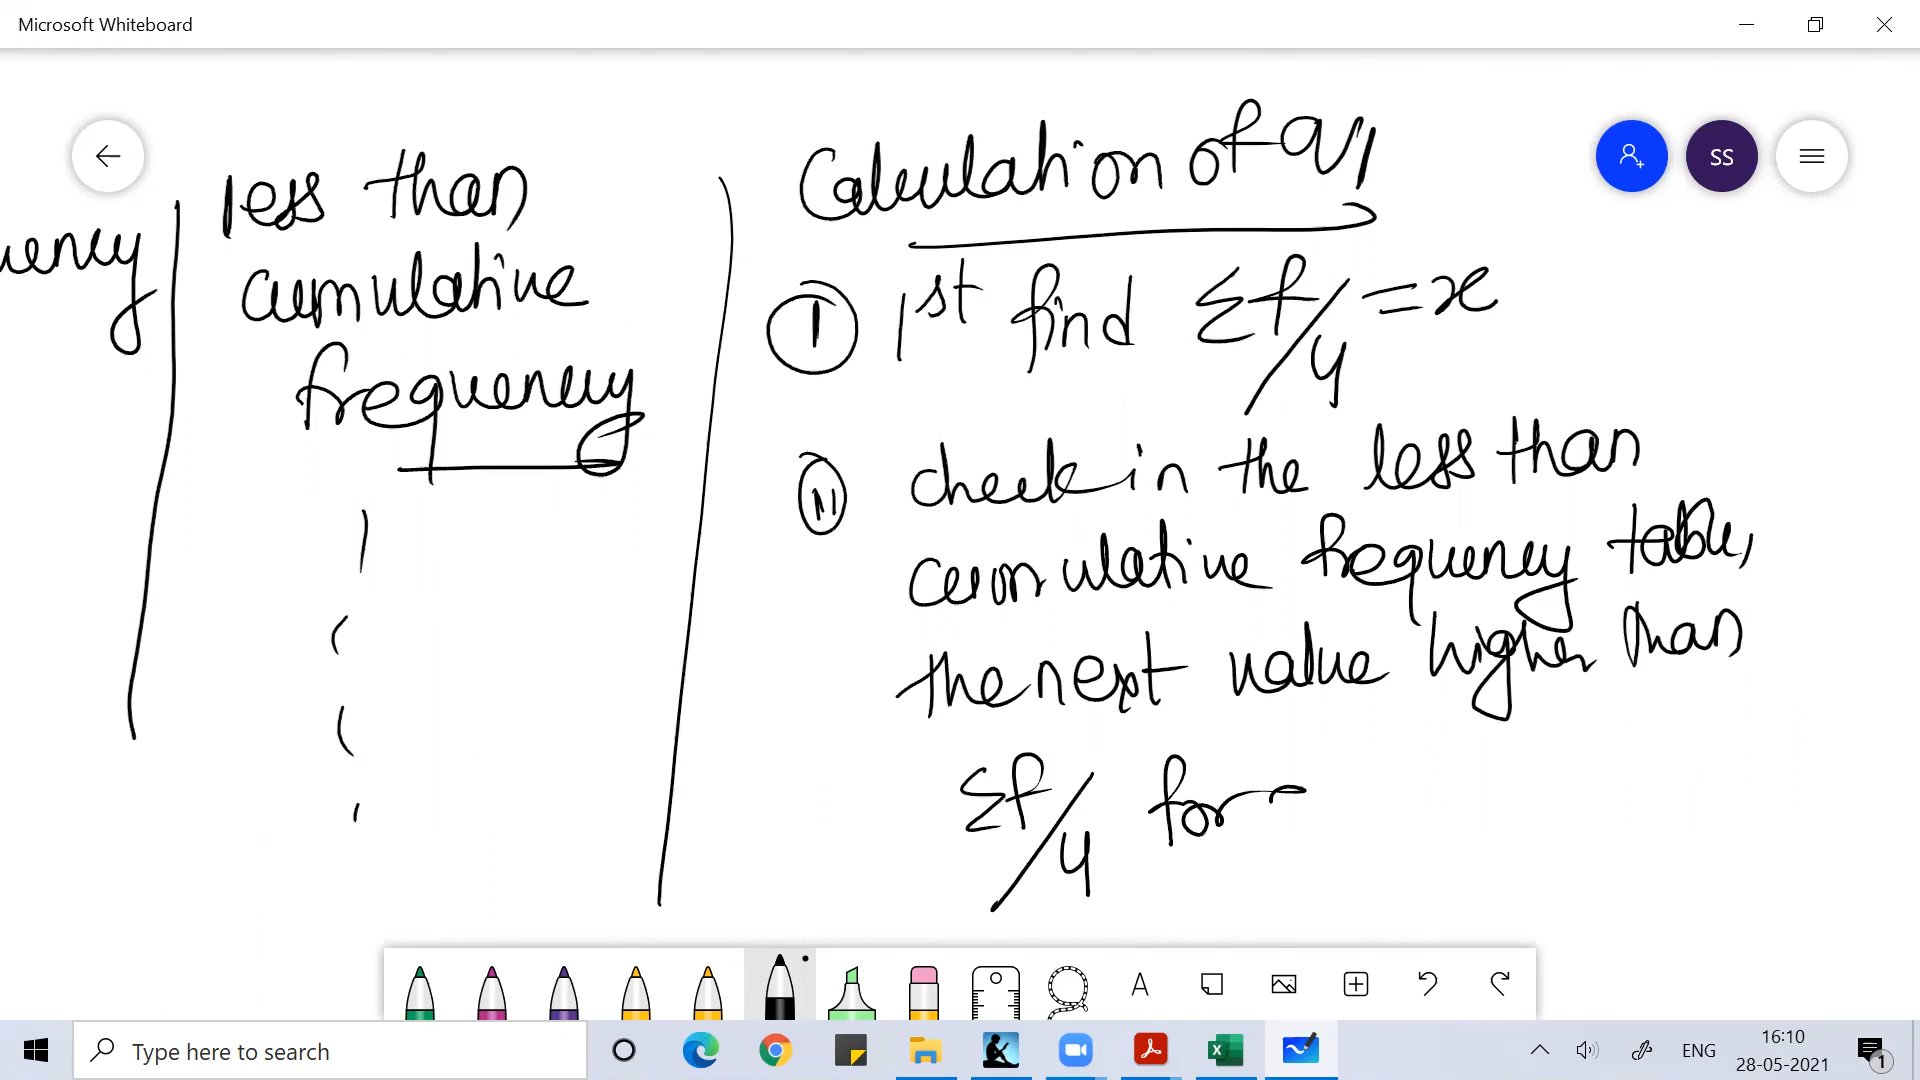 Microsoft Whiteboard
uency
less than
cumulative
frequency
Calculation of Q1
I 1st find Σf/4 = x
II check in the less than
cumulative frequency table,
the next value higher than
Σf/4 for
SS
A
Type here to search
ENG
16:10
28-05-2021
1